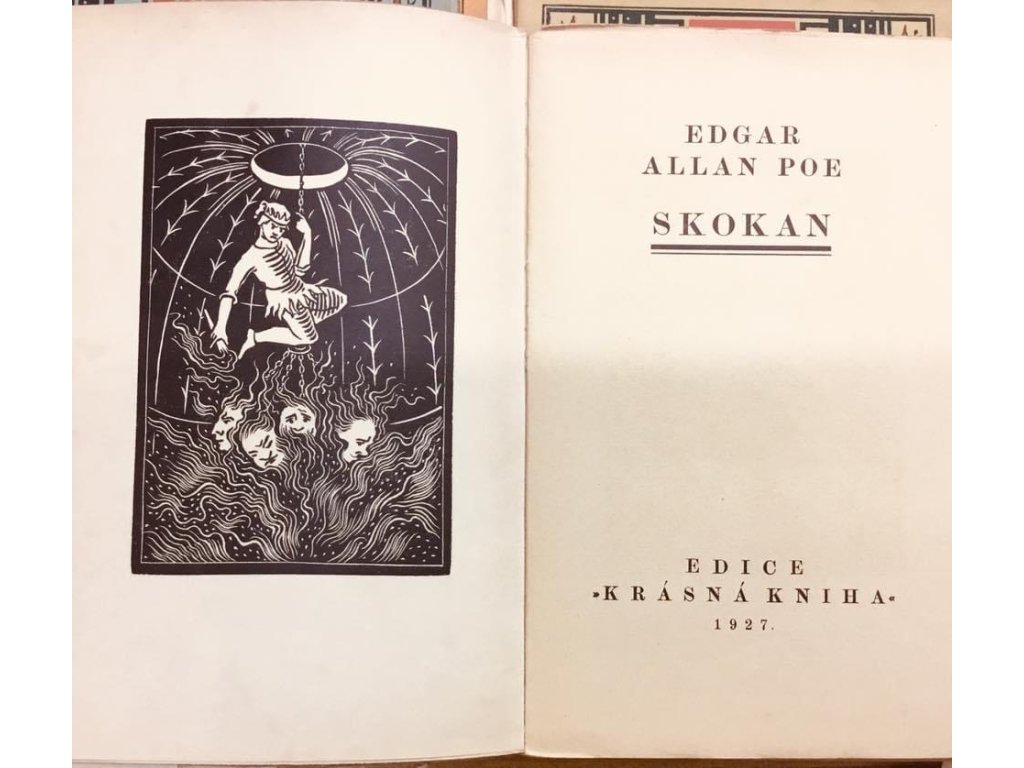 EDGAR
ALLAN POE
SKOKAN
EDICE
»KRÁSNÁ KNIHA«
1927.